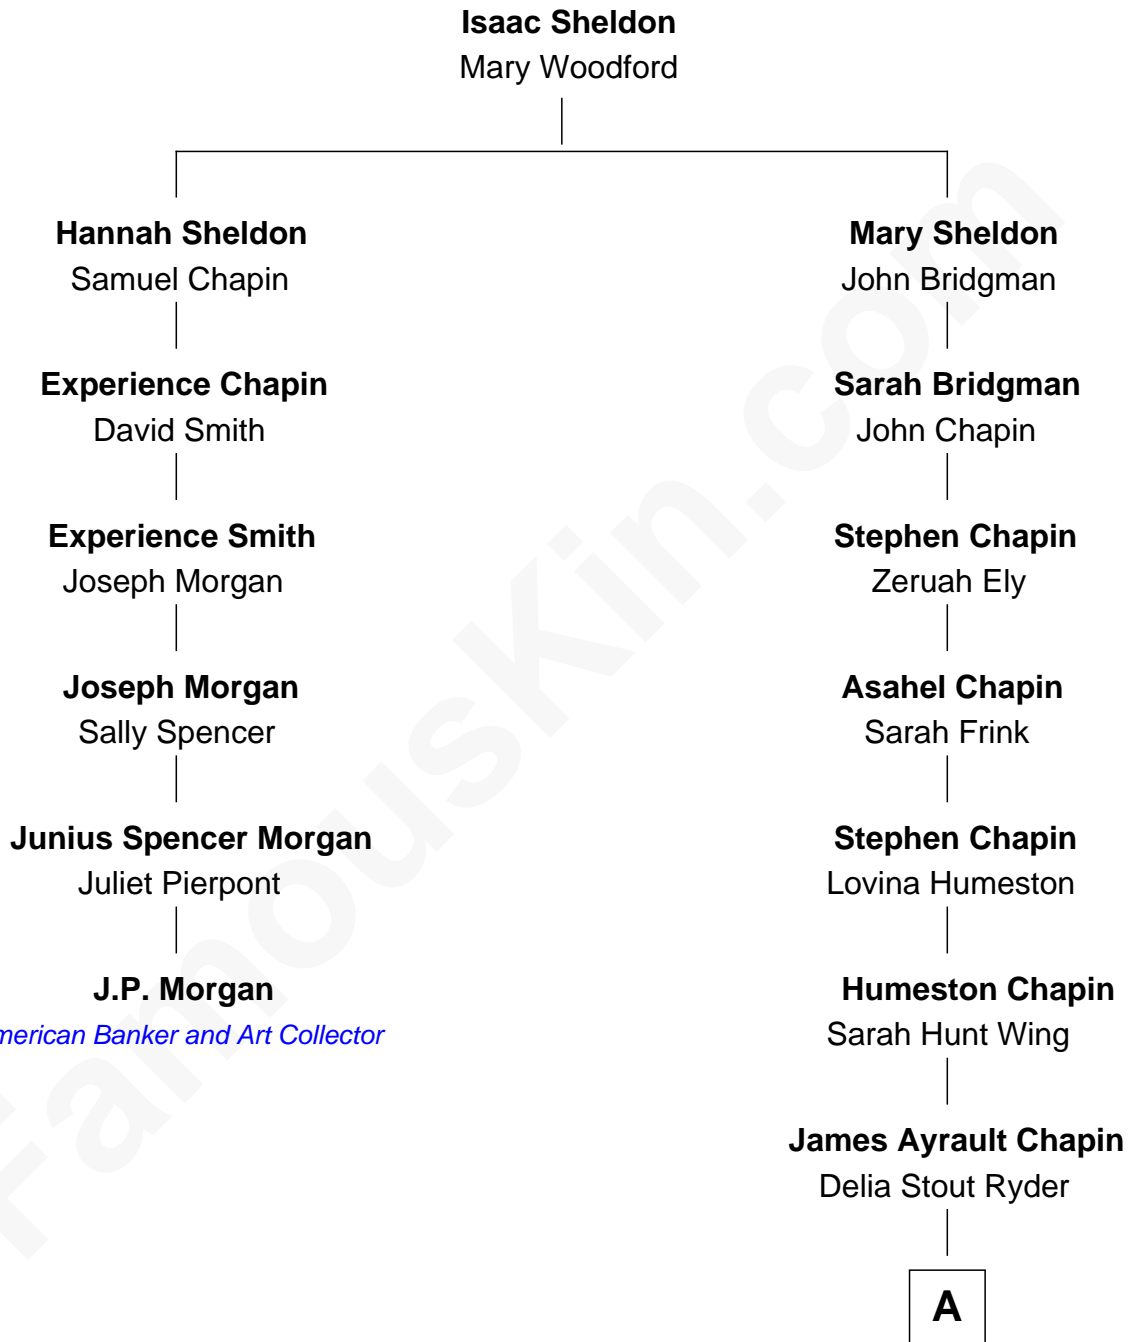 Isaac Sheldon
Mary Woodford
Hannah Sheldon
Samuel Chapin
Mary Sheldon
John Bridgman
Experience Chapin
David Smith
Sarah Bridgman
John Chapin
Experience Smith
Joseph Morgan
Stephen Chapin
Zeruah Ely
Joseph Morgan
Sally Spencer
Asahel Chapin
Sarah Frink
Junius Spencer Morgan
Juliet Pierpont
Stephen Chapin
Lovina Humeston
J.P. Morgan
merican Banker and Art Collector
Humeston Chapin
Sarah Hunt Wing
James Ayrault Chapin
Delia Stout Ryder
A
FamousKin.com